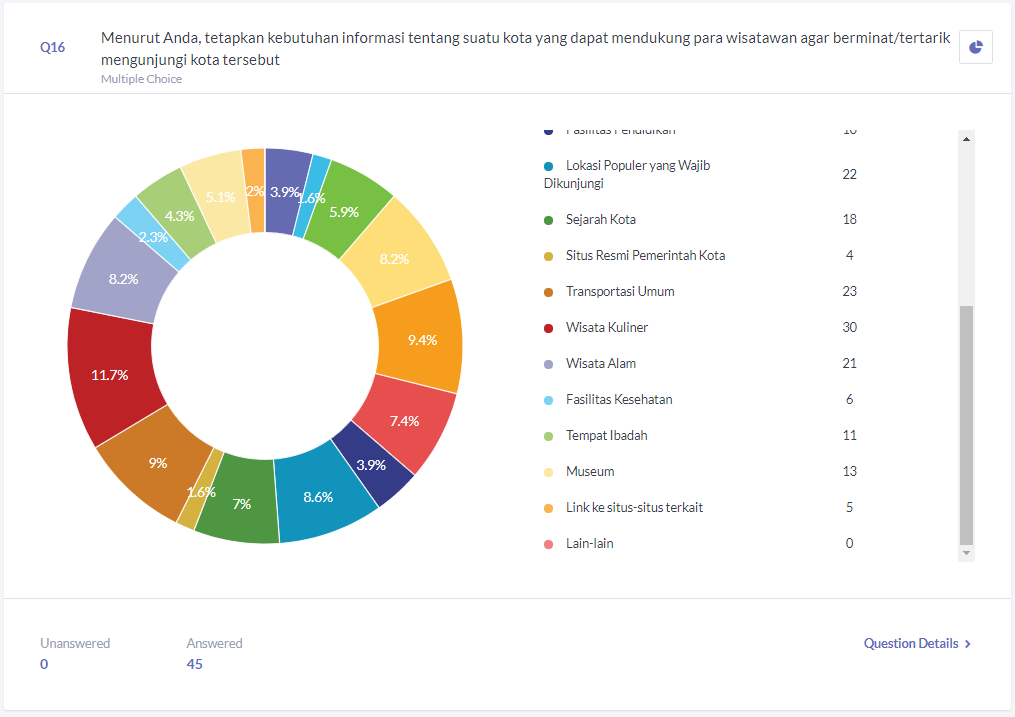 Q16
Menurut Anda, tetapkan kebutuhan informasi tentang suatu kota yang dapat mendukung para wisatawan agar berminat/tertarik
mengunjungi kota tersebut
Multiple Choice
3.9%
1.6%
5.9%
8.2%
9.4%
7.4%
3.9%
8.6%
7%
1.6%
9%
11.7%
8.2%
2.3%
4.3%
5.1%
2%
Fasilitas Pendidikan 10
Lokasi Populer yang Wajib
Dikunjungi 22
Sejarah Kota 18
Situs Resmi Pemerintah Kota 4
Transportasi Umum 23
Wisata Kuliner 30
Wisata Alam 21
Fasilitas Kesehatan 6
Tempat Ibadah 11
Museum 13
Link ke situs-situs terkait 5
Lain-lain 0
Unanswered
0
Answered
45
Question Details